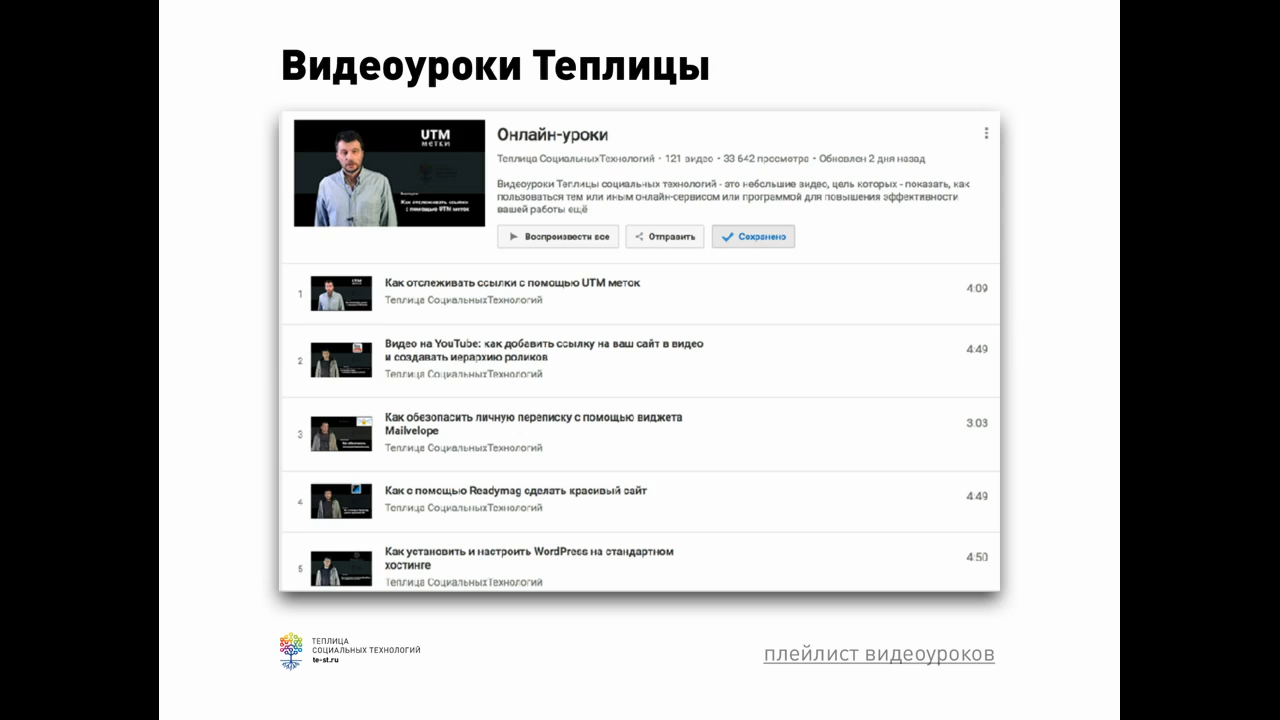 Видеоуроки Теплицы
UTM
метки
Как отслеживать ссылки
с помощью UTM меток
Онлайн-уроки
Теплица СоциальныхТехнологий • 121 видео • 33 642 просмотра • Обновлен 2 дня назад
Видеоуроки Теплицы социальных технологий - это небольшие видео, цель которых - показать, как
пользоваться тем или иным онлайн-сервисом или программой для повышения эффективности
вашей работы ещё
Воспроизвести все
Отправить
Сохранено
1
Как отслеживать ссылки с помощью UTM меток
Теплица СоциальныхТехнологий
4:09
2
Видео на YouTube: как добавить ссылку на ваш сайт в видео
и создавать иерархию роликов
Теплица СоциальныхТехнологий
4:49
3
Как обезопасить личную переписку с помощью виджета
Mailvelope
Теплица СоциальныхТехнологий
3:03
4
Как с помощью Readymag сделать красивый сайт
Теплица СоциальныхТехнологий
4:49
5
Как установить и настроить WordPress на стандартном
хостинге
Теплица СоциальныхТехнологий
4:50
ТЕПЛИЦА
СОЦИАЛЬНЫХ ТЕХНОЛОГИЙ
te-st.ru
плейлист видеоуроков